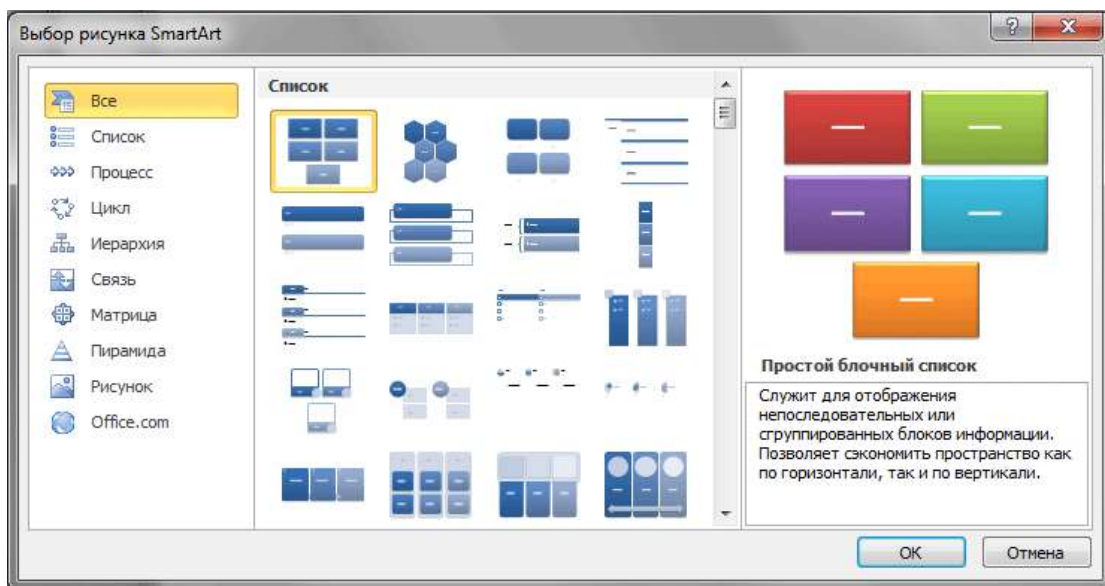 Выбор рисунка SmartArt
Все
Список
Процесс
Цикл
Иерархия
Связь
Матрица
Пирамида
Рисунок
Office.com
Список
Простой блочный список
Служит для отображения
непоследовательных или
сгруппированных блоков информации.
Позволяет сэкономить пространство как
по горизонтали, так и по вертикали.
ОК
Отмена